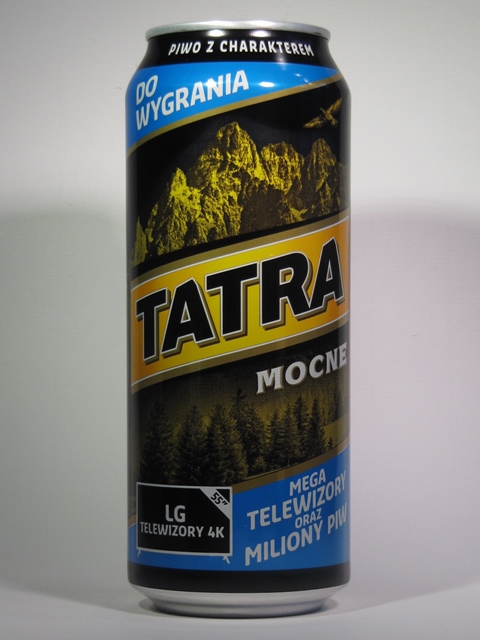 PIWO Z CHARAKTEREM
DO
WYGRANIA
TATRA
MOCNE
55"
LG
TELEWIZORY 4K
MEGA
TELEWIZORY
ORAZ
MILIONY PIW